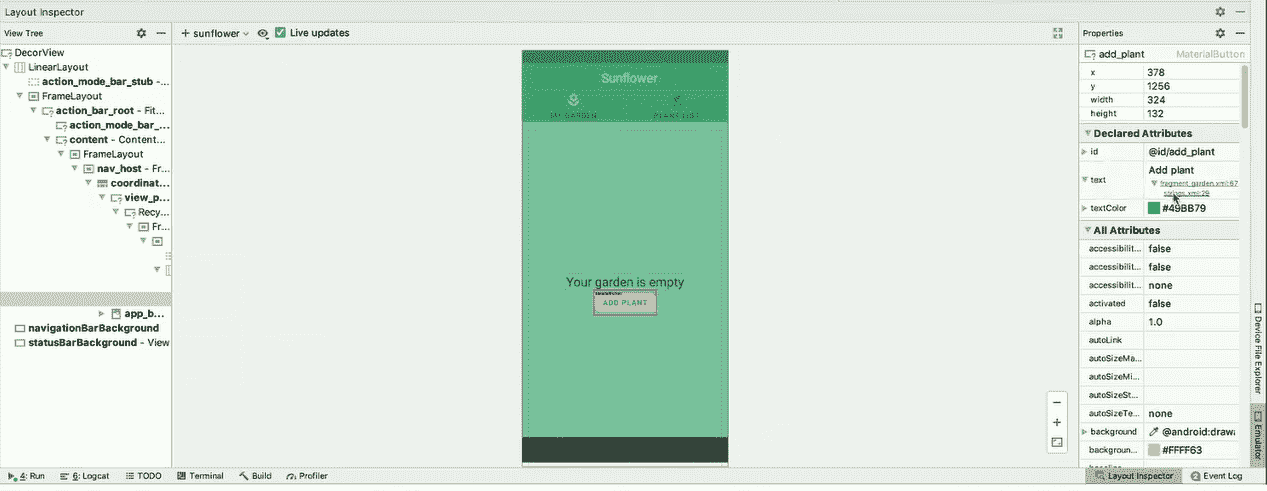 Layout Inspector
View Tree
DecorView
LinearLayout
action_mode_bar_stub -...
FrameLayout
action_bar_root - Fit...
action_mode_bar_...
content - Content...
FrameLayout
nav_host - Fr...
coordinat...
view_p...
Recy...
Fr...
app_b...
navigationBarBackground
statusBarBackground - View
sunflower
Live updates
Sunflower
MY GARDEN
PLANT LIST
Your garden is empty
ADD PLANT
Properties
add_plant MaterialButton
x 378
y 1256
width 324
height 132
Declared Attributes
id @id/add_plant
text Add plant
fragment_garden.xml:67
strings.xml:29
textColor #49BB79
All Attributes
accessibilit... false
accessibilit... false
accessibilit... none
activated false
alpha 1.0
autoLink
autoSizeMa...
autoSizeMi...
autoSizeSt...
autoSizeTe... none
background @android:drawa
backgroun... #FFFF63
Device File Explorer
Emulator
4: Run
6: Logcat
TODO
Terminal
Build
Profiler
Layout Inspector
2 Event Log